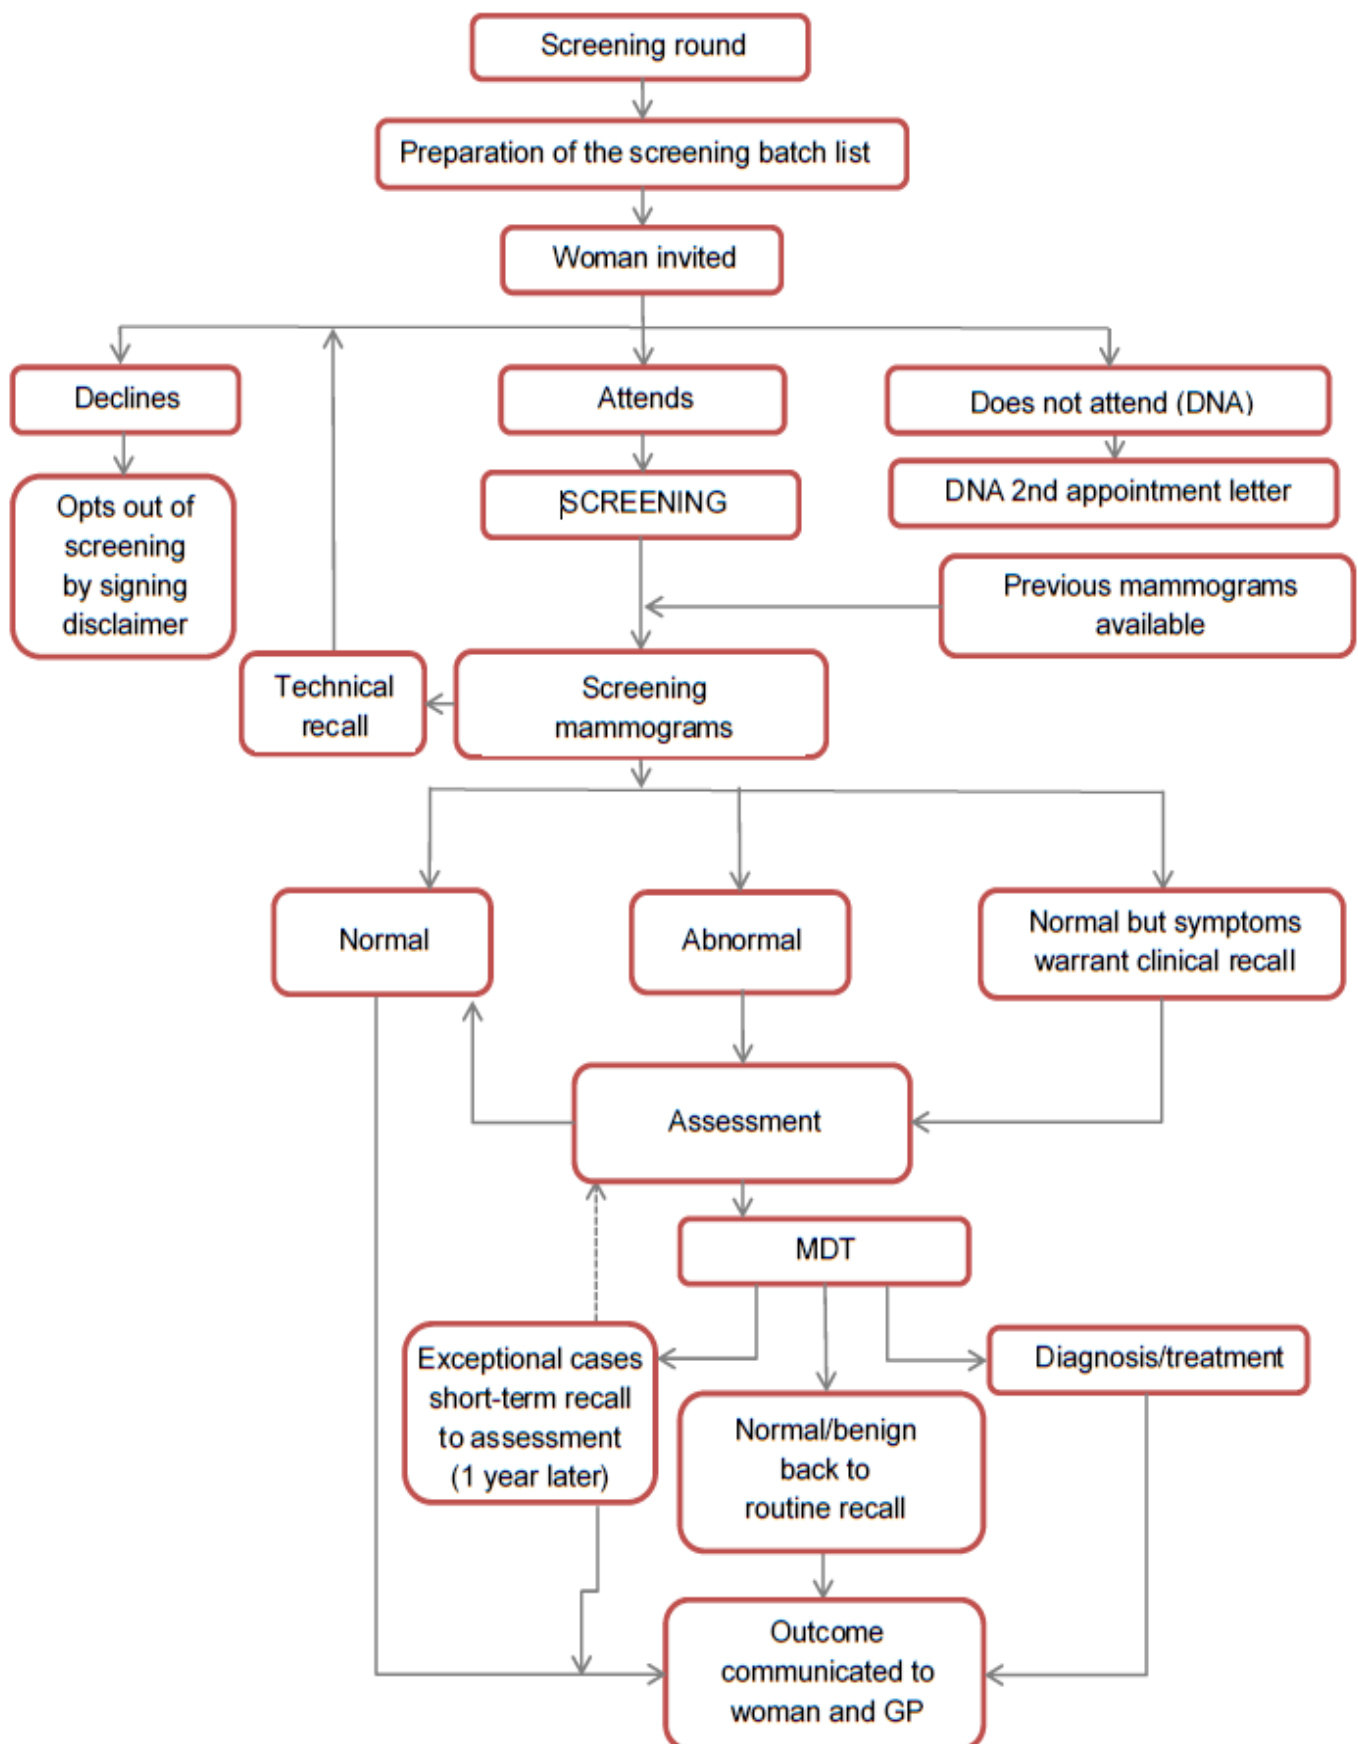 Screening round
Preparation of the screening batch list
Woman invited
Declines
Attends
Does not attend (DNA)
Opts out of
screening
by signing
disclaimer
SCREENING
DNA 2nd appointment letter
Previous mammograms
available
Technical
recall
Screening
mammograms
Normal
Abnormal
Normal but symptoms
warrant clinical recall
Assessment
MDT
Exceptional cases
short-term recall
to assessment
(1 year later)
Normal/benign
back to
routine recall
Diagnosis/treatment
Outcome
communicated to
woman and GP